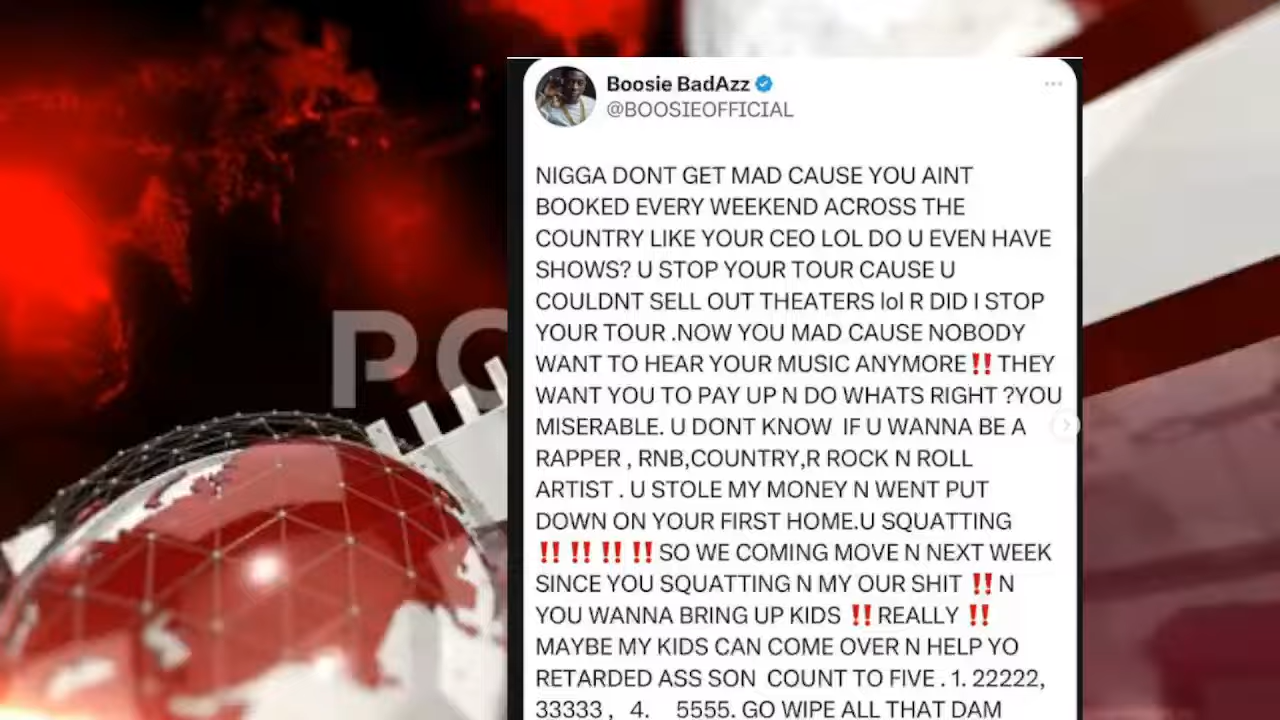 Boosie BadAzz
@BOOSIEOFFICIAL
NIGGA DONT GET MAD CAUSE YOU AINT
BOOKED EVERY WEEKEND ACROSS THE
COUNTRY LIKE YOUR CEO LOL DO U EVEN HAVE
SHOWS? U STOP YOUR TOUR CAUSE U
COULDNT SELL OUT THEATERS lol R DID I STOP
YOUR TOUR .NOW YOU MAD CAUSE NOBODY
WANT TO HEAR YOUR MUSIC ANYMORE‼️THEY
WANT YOU TO PAY UP N DO WHATS RIGHT ?YOU
MISERABLE. U DONT KNOW  IF U WANNA BE A
RAPPER , RNB,COUNTRY,R ROCK N ROLL
ARTIST . U STOLE MY MONEY N WENT PUT
DOWN ON YOUR FIRST HOME.U SQUATTING
‼️‼️‼️‼️SO WE COMING MOVE N NEXT WEEK
SINCE YOU SQUATTING N MY OUR SHIT ‼️N
YOU WANNA BRING UP KIDS ‼️REALLY ‼️
MAYBE MY KIDS CAN COME OVER N HELP YO
RETARDED ASS SON  COUNT TO FIVE . 1. 22222,
33333 ,   4.     5555. GO WIPE ALL THAT DAM